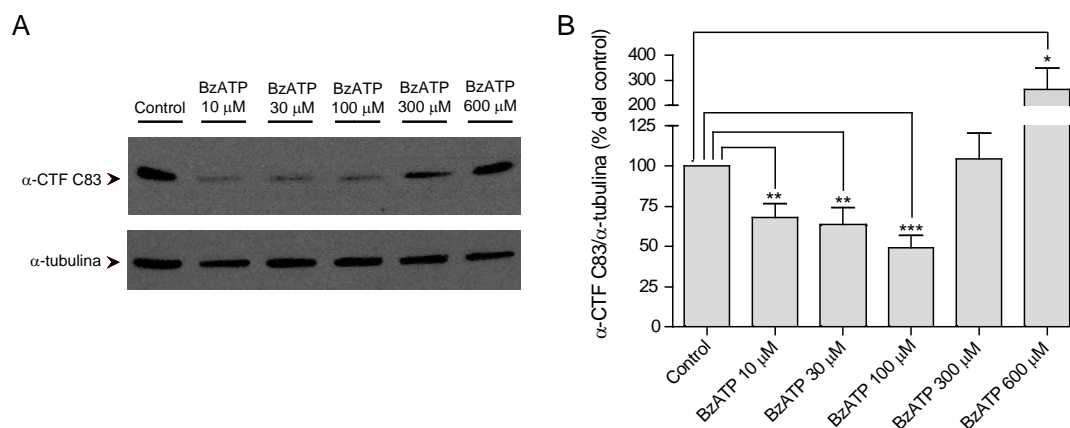 A
Control
BzATP
10 μM
BzATP
30 μM
BzATP
100 μM
BzATP
300 μM
BzATP
600 μM
α-CTF C83
α-tubulina
B
α-CTF C83/α-tubulina (% del control)
400
300
200
125
100
75
50
25
0
**
**
***
*
Control
BzATP 10 μM
BzATP 30 μM
BzATP 100 μM
BzATP 300 μM
BzATP 600 μM